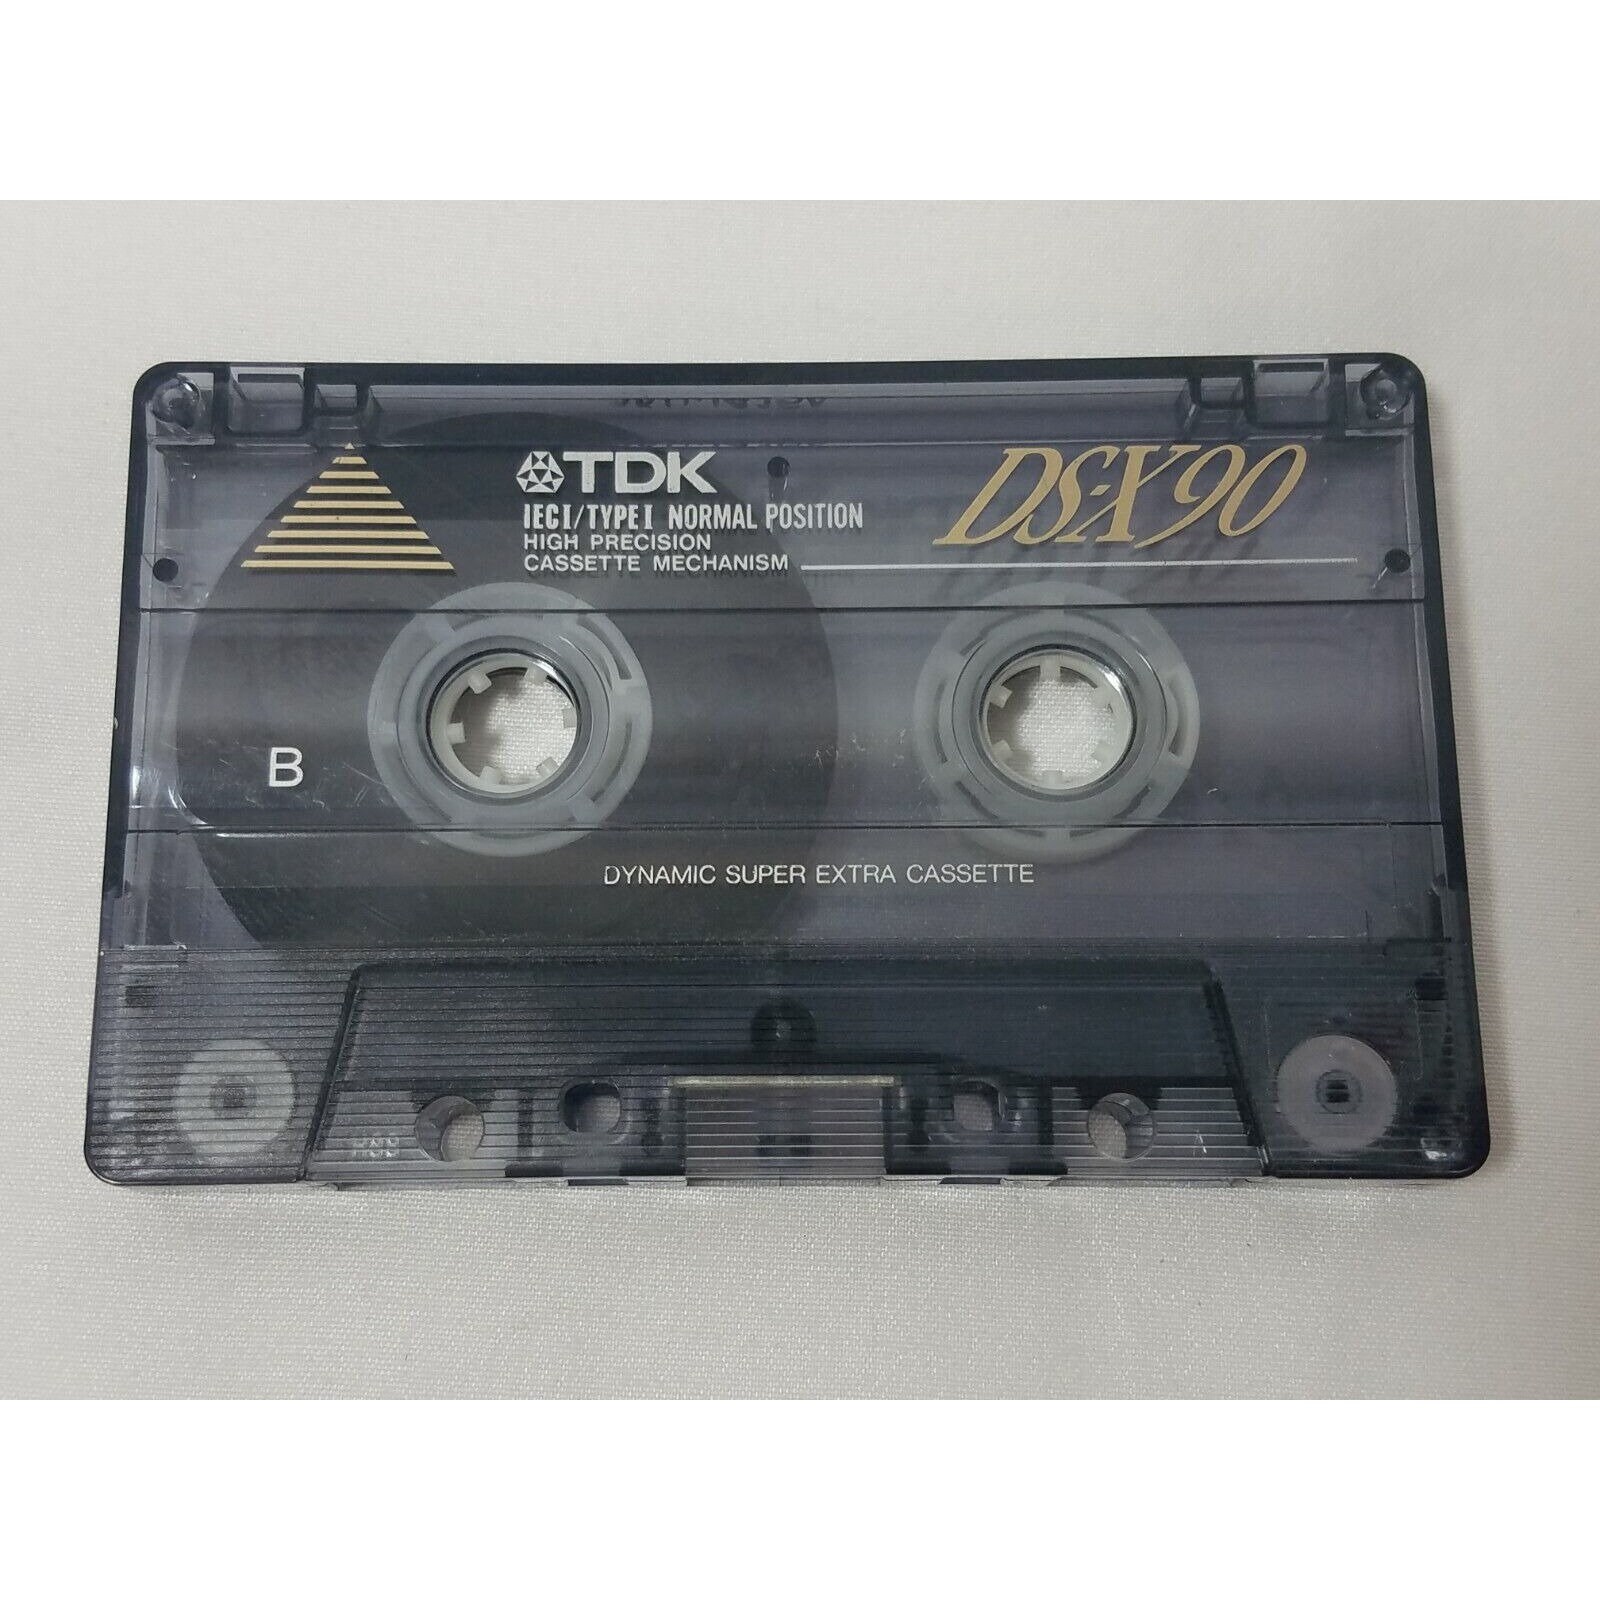 TDK
DS-X90
IEC I/TYPE I NORMAL POSITION
HIGH PRECISION
CASSETTE MECHANISM
B
DYNAMIC SUPER EXTRA CASSETTE
A